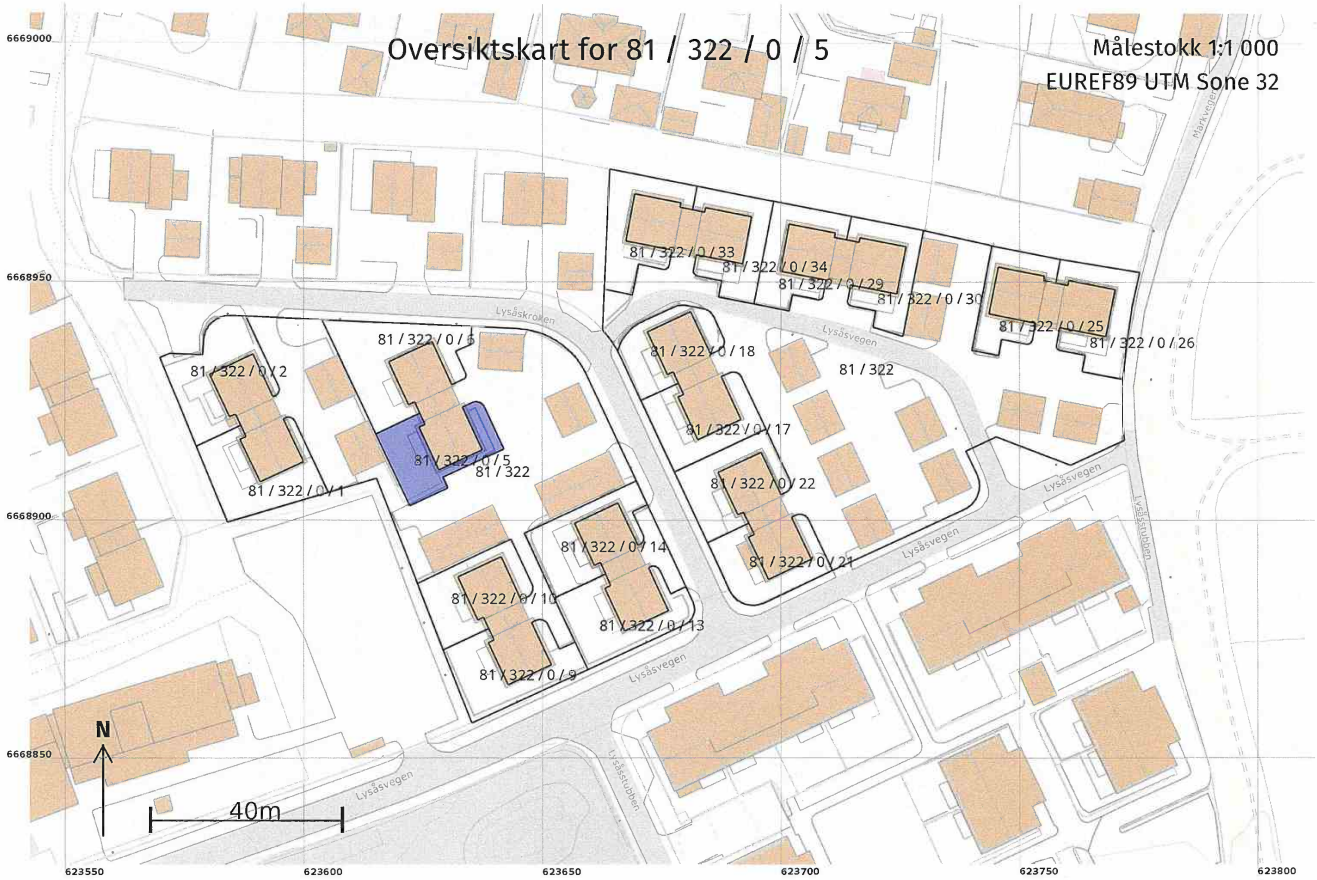 6669000
Oversiktskart for 81 / 322 / 0 / 5
Målestokk 1:1 000
EUREF89 UTM Sone 32
Markvegen
81 / 322 / 0 / 33
81 / 322 / 0 / 34
6668950
81 / 322 / 0 / 29
81 / 322 / 0 / 30
Lysåskroken
81 / 322 / 0 / 25
Lysåsvegen
81 / 322 / 0 / 6
81 / 322 / 0 / 26
81 / 322 / 0 / 18
81 / 322 / 0 / 2
81 / 322
81 / 322 / 0 / 17
81 / 322 / 0 / 5
81 / 322
Lysåsvegen
81 / 322 / 0 / 22
81 / 322 / 0 / 1
6668900
Lysåsstubben
Lysåsvegen
81 / 322 / 0 / 14
81 / 322 / 0 / 21
81 / 322 / 0 / 10
81 / 322 / 0 / 13
Lysåsvegen
81 / 322 / 0 / 9
N
6668850
Lysåsvegen
Lysåsstubben
40m
623550
623600
623650
623700
623750
623800